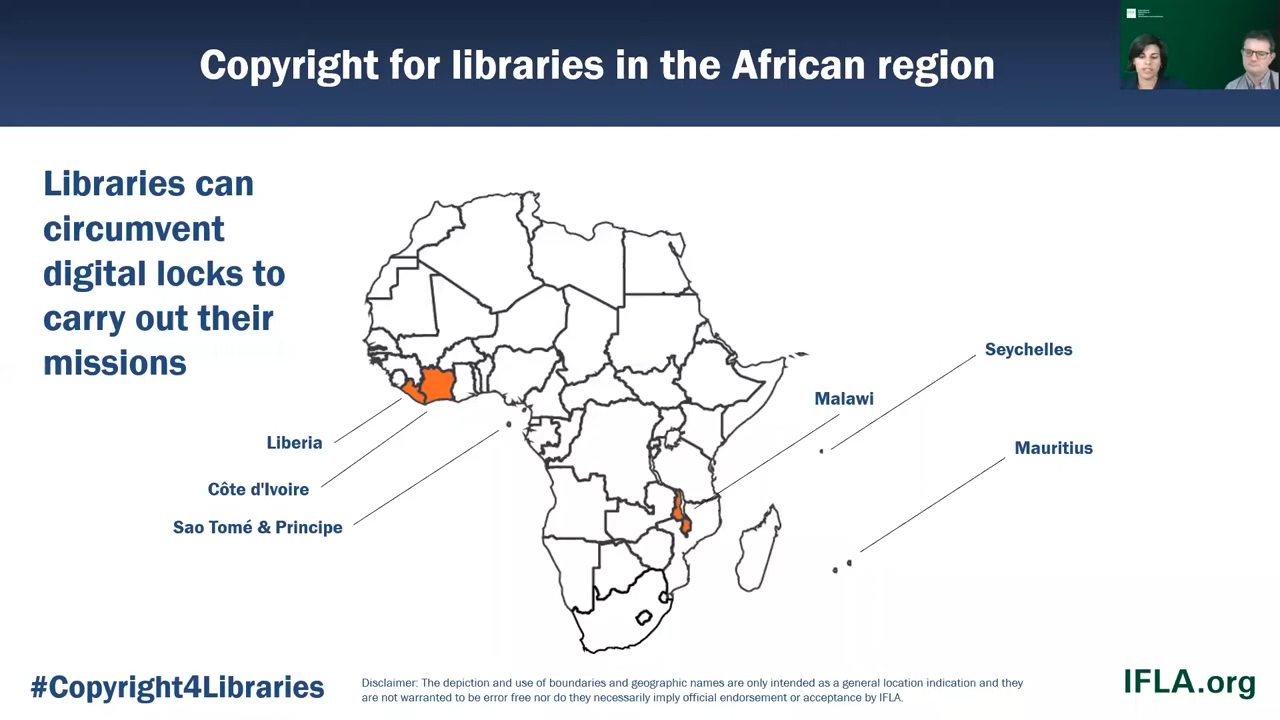 Copyright for libraries in the African region
Libraries can
circumvent
digital locks to
carry out their
missions
Seychelles
Malawi
Liberia
Mauritius
Côte d'Ivoire
Sao Tomé & Principe
#Copyright4Libraries
Disclaimer: The depiction and use of boundaries and geographic names are only intended as a general location indication and they
are not warranted to be error free nor do they necessarily imply official endorsement or acceptance by IFLA.
IFLA.org